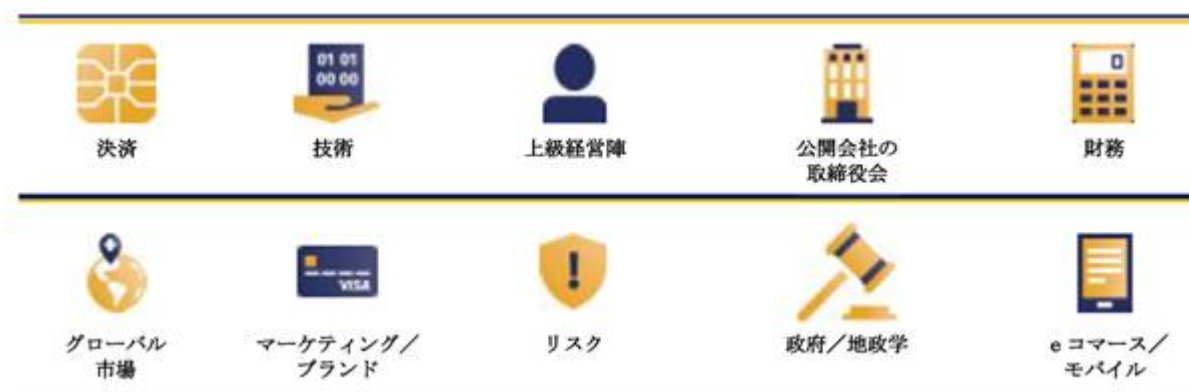 01 01
00 00
0
決済
技術
上級経営陣
公開会社の
取締役会
財務
VISA
グローバル
市場
マーケティング／
ブランド
リスク
政府／地政学
eコマース／
モバイル